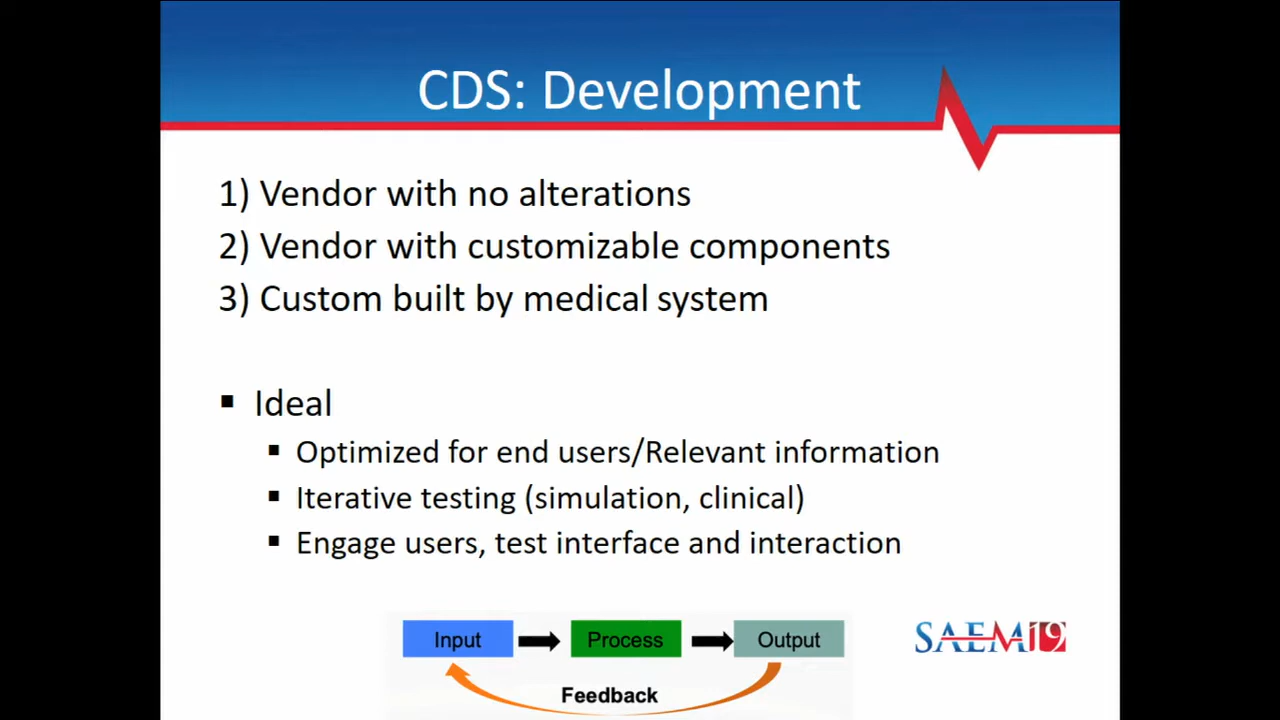 CDS: Development
1) Vendor with no alterations
2) Vendor with customizable components
3) Custom built by medical system
▪ Ideal
▪ Optimized for end users/Relevant information
▪ Iterative testing (simulation, clinical)
▪ Engage users, test interface and interaction
Input Process Output
Feedback
SAEM19